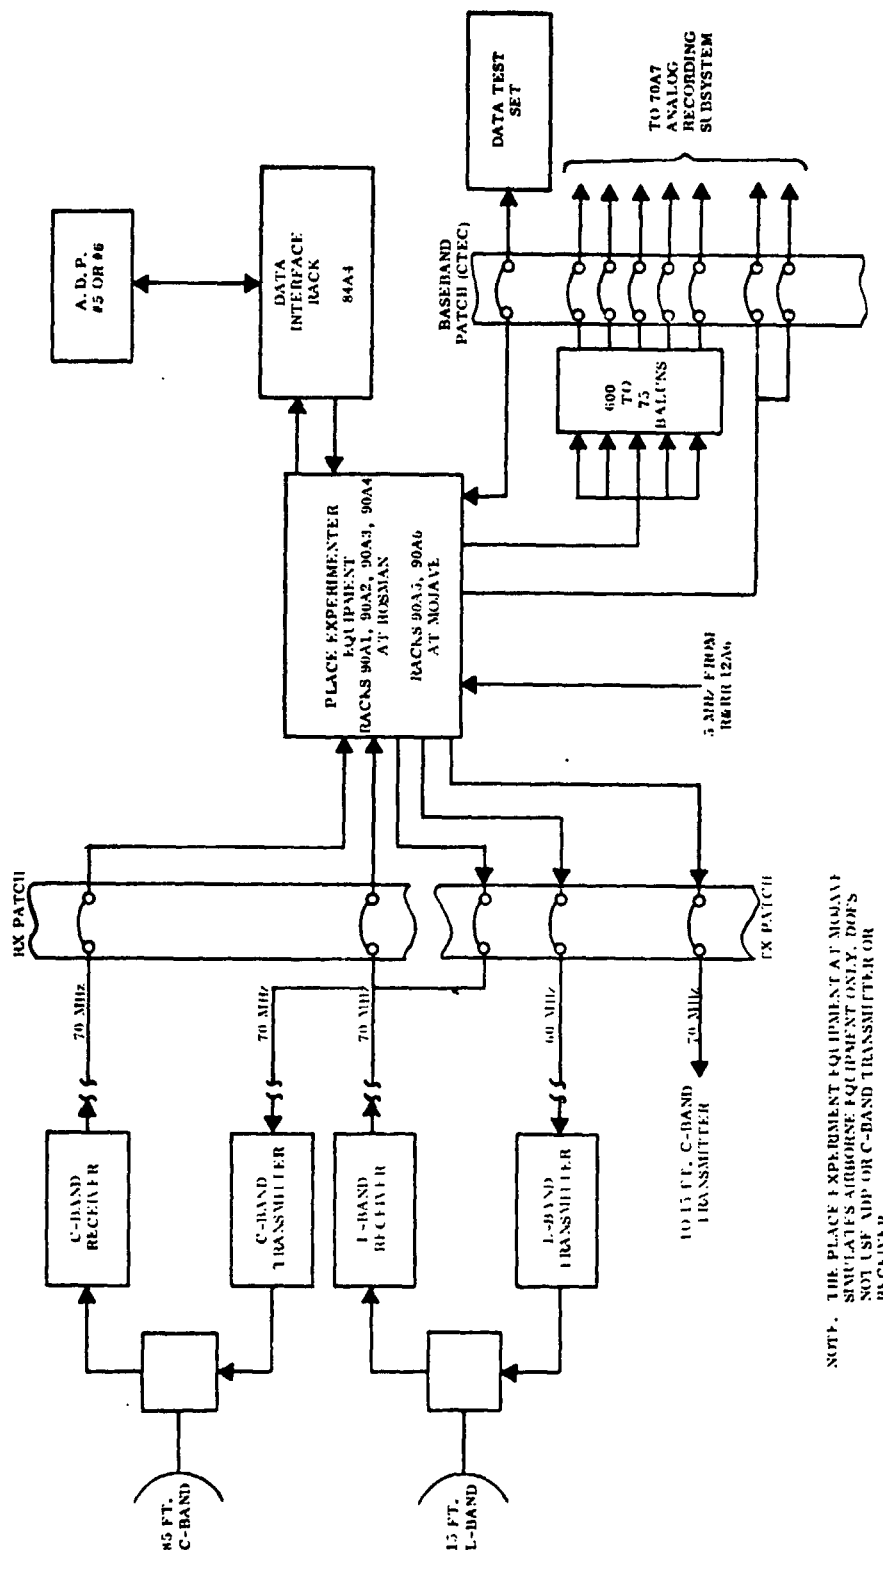 85 FT.
C-BAND
15 FT.
L-BAND
C-BAND
RECEIVER
C-BAND
TRANSMITTER
L-BAND
RECEIVER
L-BAND
TRANSMITTER
TO 15 FT. C-BAND
TRANSMITTER
70 MHz
70 MHz
70 MHz
60 MHz
70 MHz
RX PATCH
TX PATCH
PLACE EXPERIMENTER
EQUIPMENT
RACKS 90A1, 90A2, 90A3, 90A4
AT ROSMAN
RACKS 90A5, 90A6
AT MOJAVE
5 MHz FROM
R&RR 12A6
A.D.P.
#5 OR #6
DATA
INTERFACE
RACK
84A4
BASEBAND
PATCH (CTEC)
600
TO
75
BALUNS
DATA TEST
SET
TO 70A7
ANALOG
RECORDING
SUBSYSTEM
NOTE. THE PLACE EXPERIMENT EQUIPMENT AT MOJAVE
SIMULATES AIRBORNE EQUIPMENT ONLY. DOES
NOT USE ADP OR C-BAND TRANSMITTER OR
RECEIVER